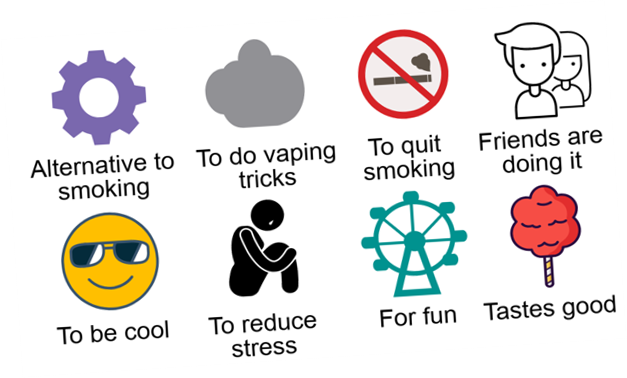 Alternative to
smoking
To do vaping
tricks
To quit
smoking
Friends are
doing it
To be cool
To reduce
stress
For fun
Tastes good